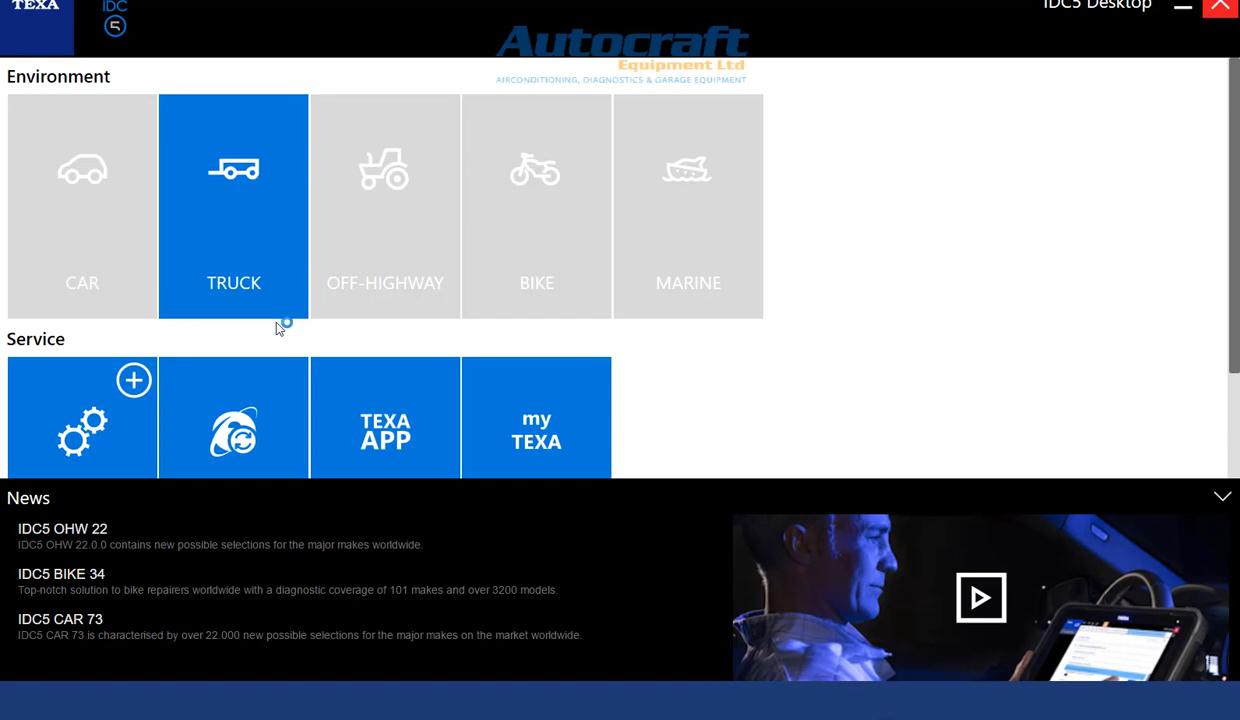 TEXA
IDC
5
IDC5 Desktop
Autocraft
Equipment Ltd
AIRCONDITIONING, DIAGNOSTICS & GARAGE EQUIPMENT
Environment
CAR
TRUCK
OFF-HIGHWAY
BIKE
MARINE
Service
TEXA
APP
my
TEXA
News
IDC5 OHW 22
IDC5 OHW 22.0.0 contains new possible selections for the major makes worldwide.
IDC5 BIKE 34
Top-notch solution to bike repairers worldwide with a diagnostic coverage of 101 makes and over 3200 models.
IDC5 CAR 73
IDC5 CAR 73 is characterised by over 22.000 new possible selections for the major makes on the market worldwide.